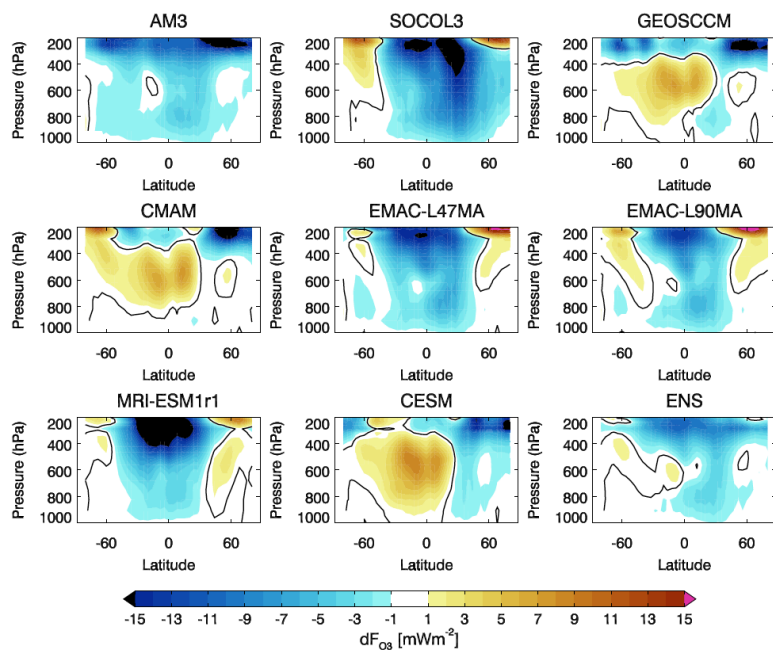 AM3 SOCOL3 GEOSCCM
Pressure (hPa) 200 400 600 800 1000 Pressure (hPa) 200 400 600 800 1000 Pressure (hPa) 200 400 600 800 1000
-60 0 60 -60 0 60 -60 0 60
Latitude Latitude Latitude
CMAM EMAC-L47MA EMAC-L90MA
Pressure (hPa) 200 400 600 800 1000 Pressure (hPa) 200 400 600 800 1000 Pressure (hPa) 200 400 600 800 1000
-60 0 60 -60 0 60 -60 0 60
Latitude Latitude Latitude
MRI-ESM1r1 CESM ENS
Pressure (hPa) 200 400 600 800 1000 Pressure (hPa) 200 400 600 800 1000 Pressure (hPa) 200 400 600 800 1000
-60 0 60 -60 0 60 -60 0 60
Latitude Latitude Latitude
-15 -13 -11 -9 -7 -5 -3 -1 1 3 5 7 9 11 13 15
dF_O3 [mWm⁻²]